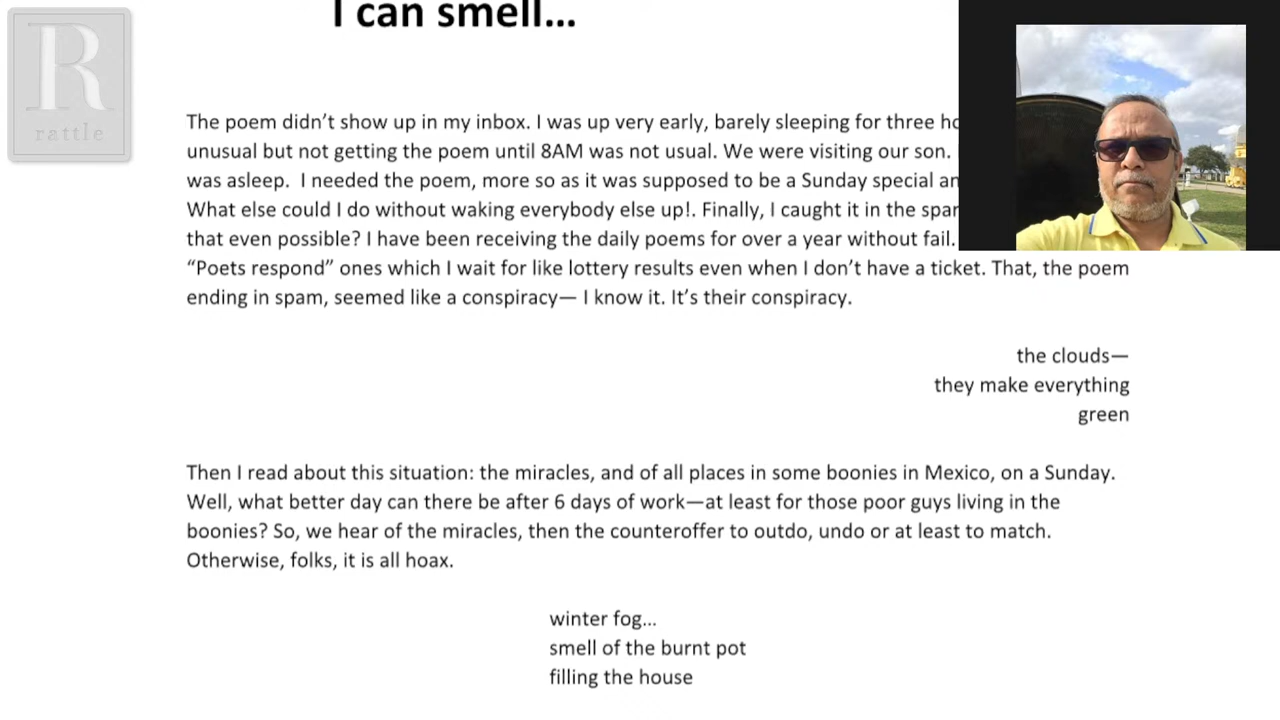 R
rattle
I can smell...
The poem didn't show up in my inbox. I was up very early, barely sleeping for three
unusual but not getting the poem until 8AM was not usual. We were visiting our son.
was asleep.  I needed the poem, more so as it was supposed to be a Sunday special
What else could I do without waking everybody else up!. Finally, I caught it in the
that even possible? I have been receiving the daily poems for over a year without fail.
“Poets respond” ones which I wait for like lottery results even when I don't have a ticket. That, the poem
ending in spam, seemed like a conspiracy— I know it. It's their conspiracy.
the clouds—
they make everything
green
Then I read about this situation: the miracles, and of all places in some boonies in Mexico, on a Sunday.
Well, what better day can there be after 6 days of work—at least for those poor guys living in the
boonies? So, we hear of the miracles, then the counteroffer to outdo, undo or at least to match.
Otherwise, folks, it is all hoax.
winter fog...
smell of the burnt pot
filling the house